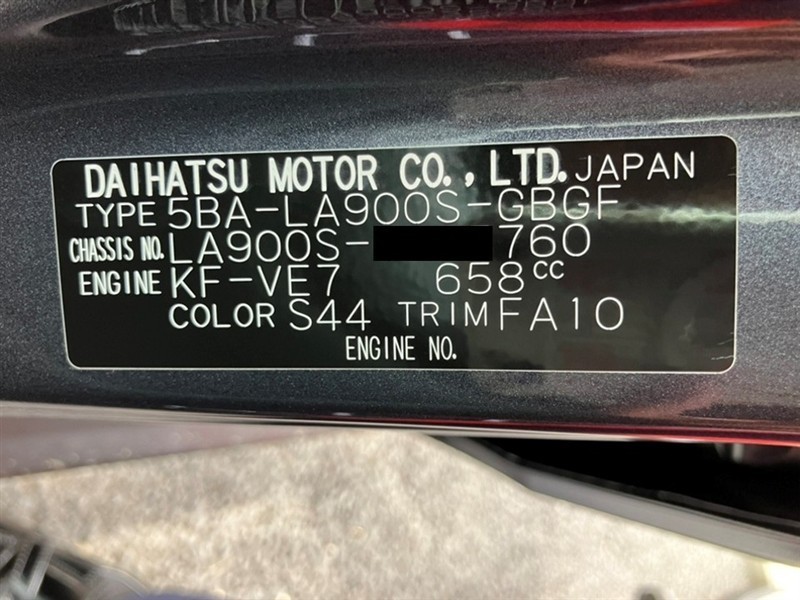 DAIHATSU MOTOR CO., LTD. JAPAN
TYPE 5BA-LA900S-GBGF
CHASSIS NO. LA900S- 760
ENGINE KF-VE7 658cc
COLOR S44 TRIM FA10
ENGINE NO.